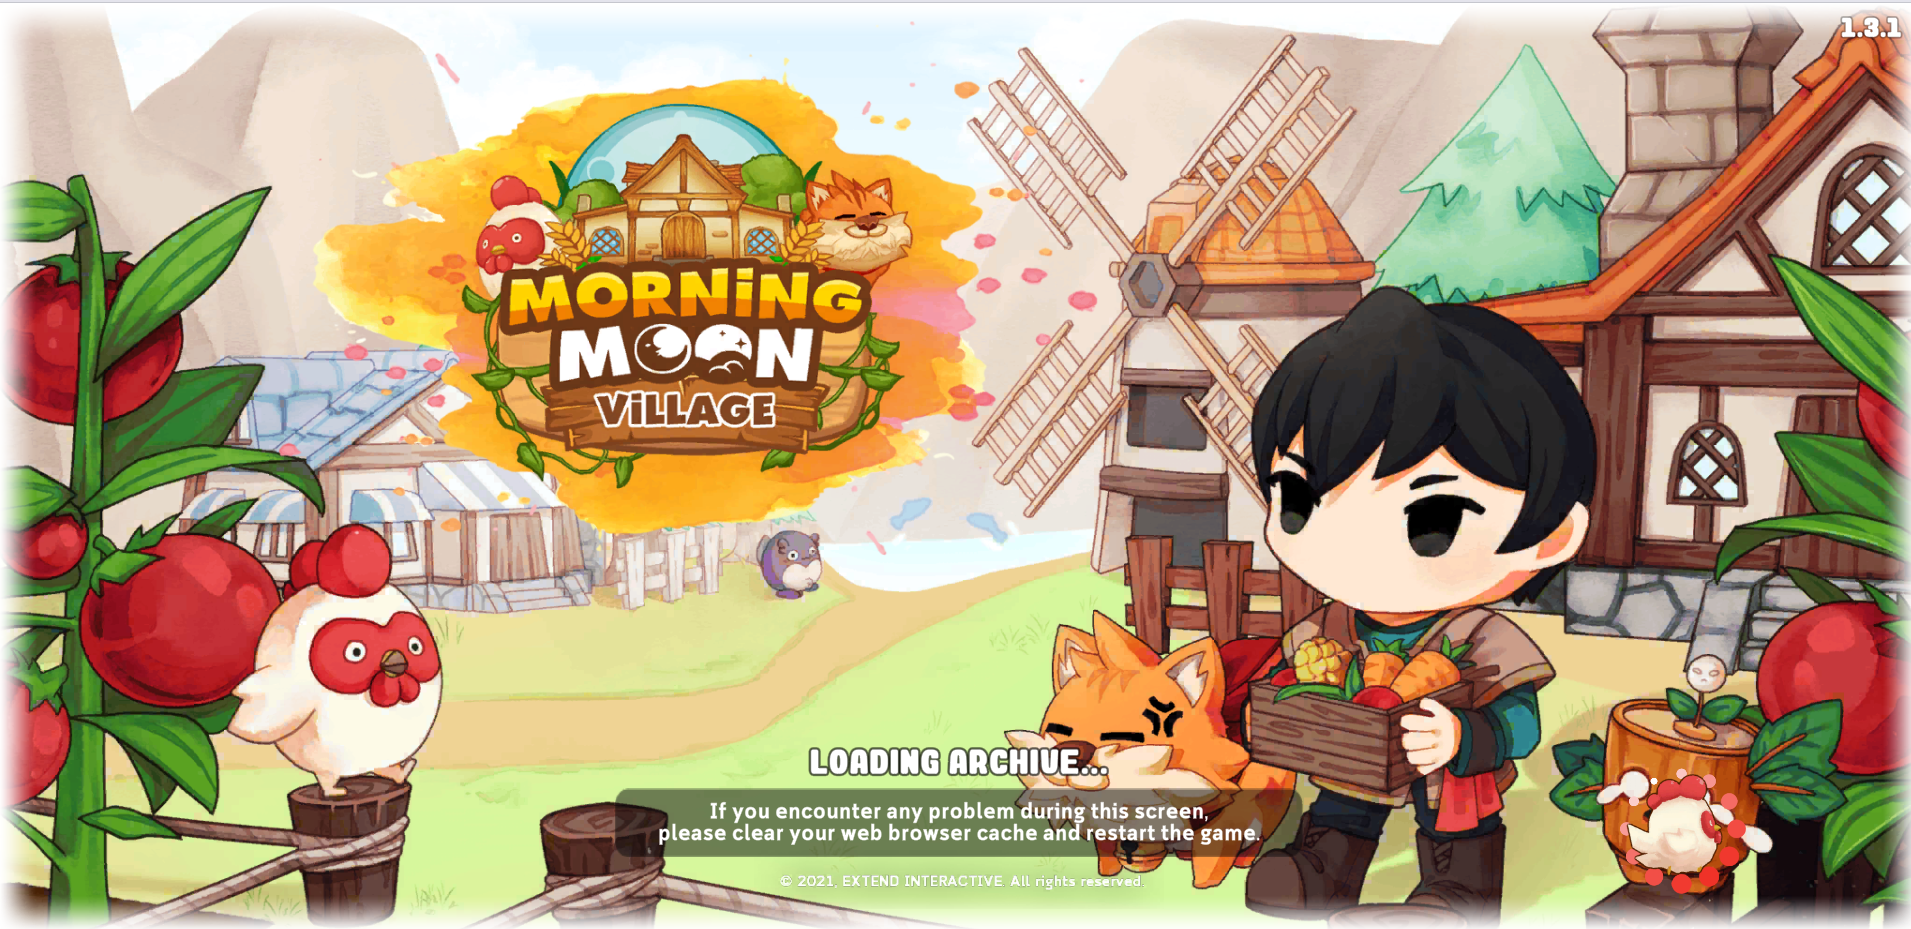 1.3.1
MORNiNG
MOON
ViLLAGE
LOADING ARCHIVE...
If you encounter any problem during this screen,
please clear your web browser cache and restart the game.
© 2021, EXTEND INTERACTIVE. All rights reserved.